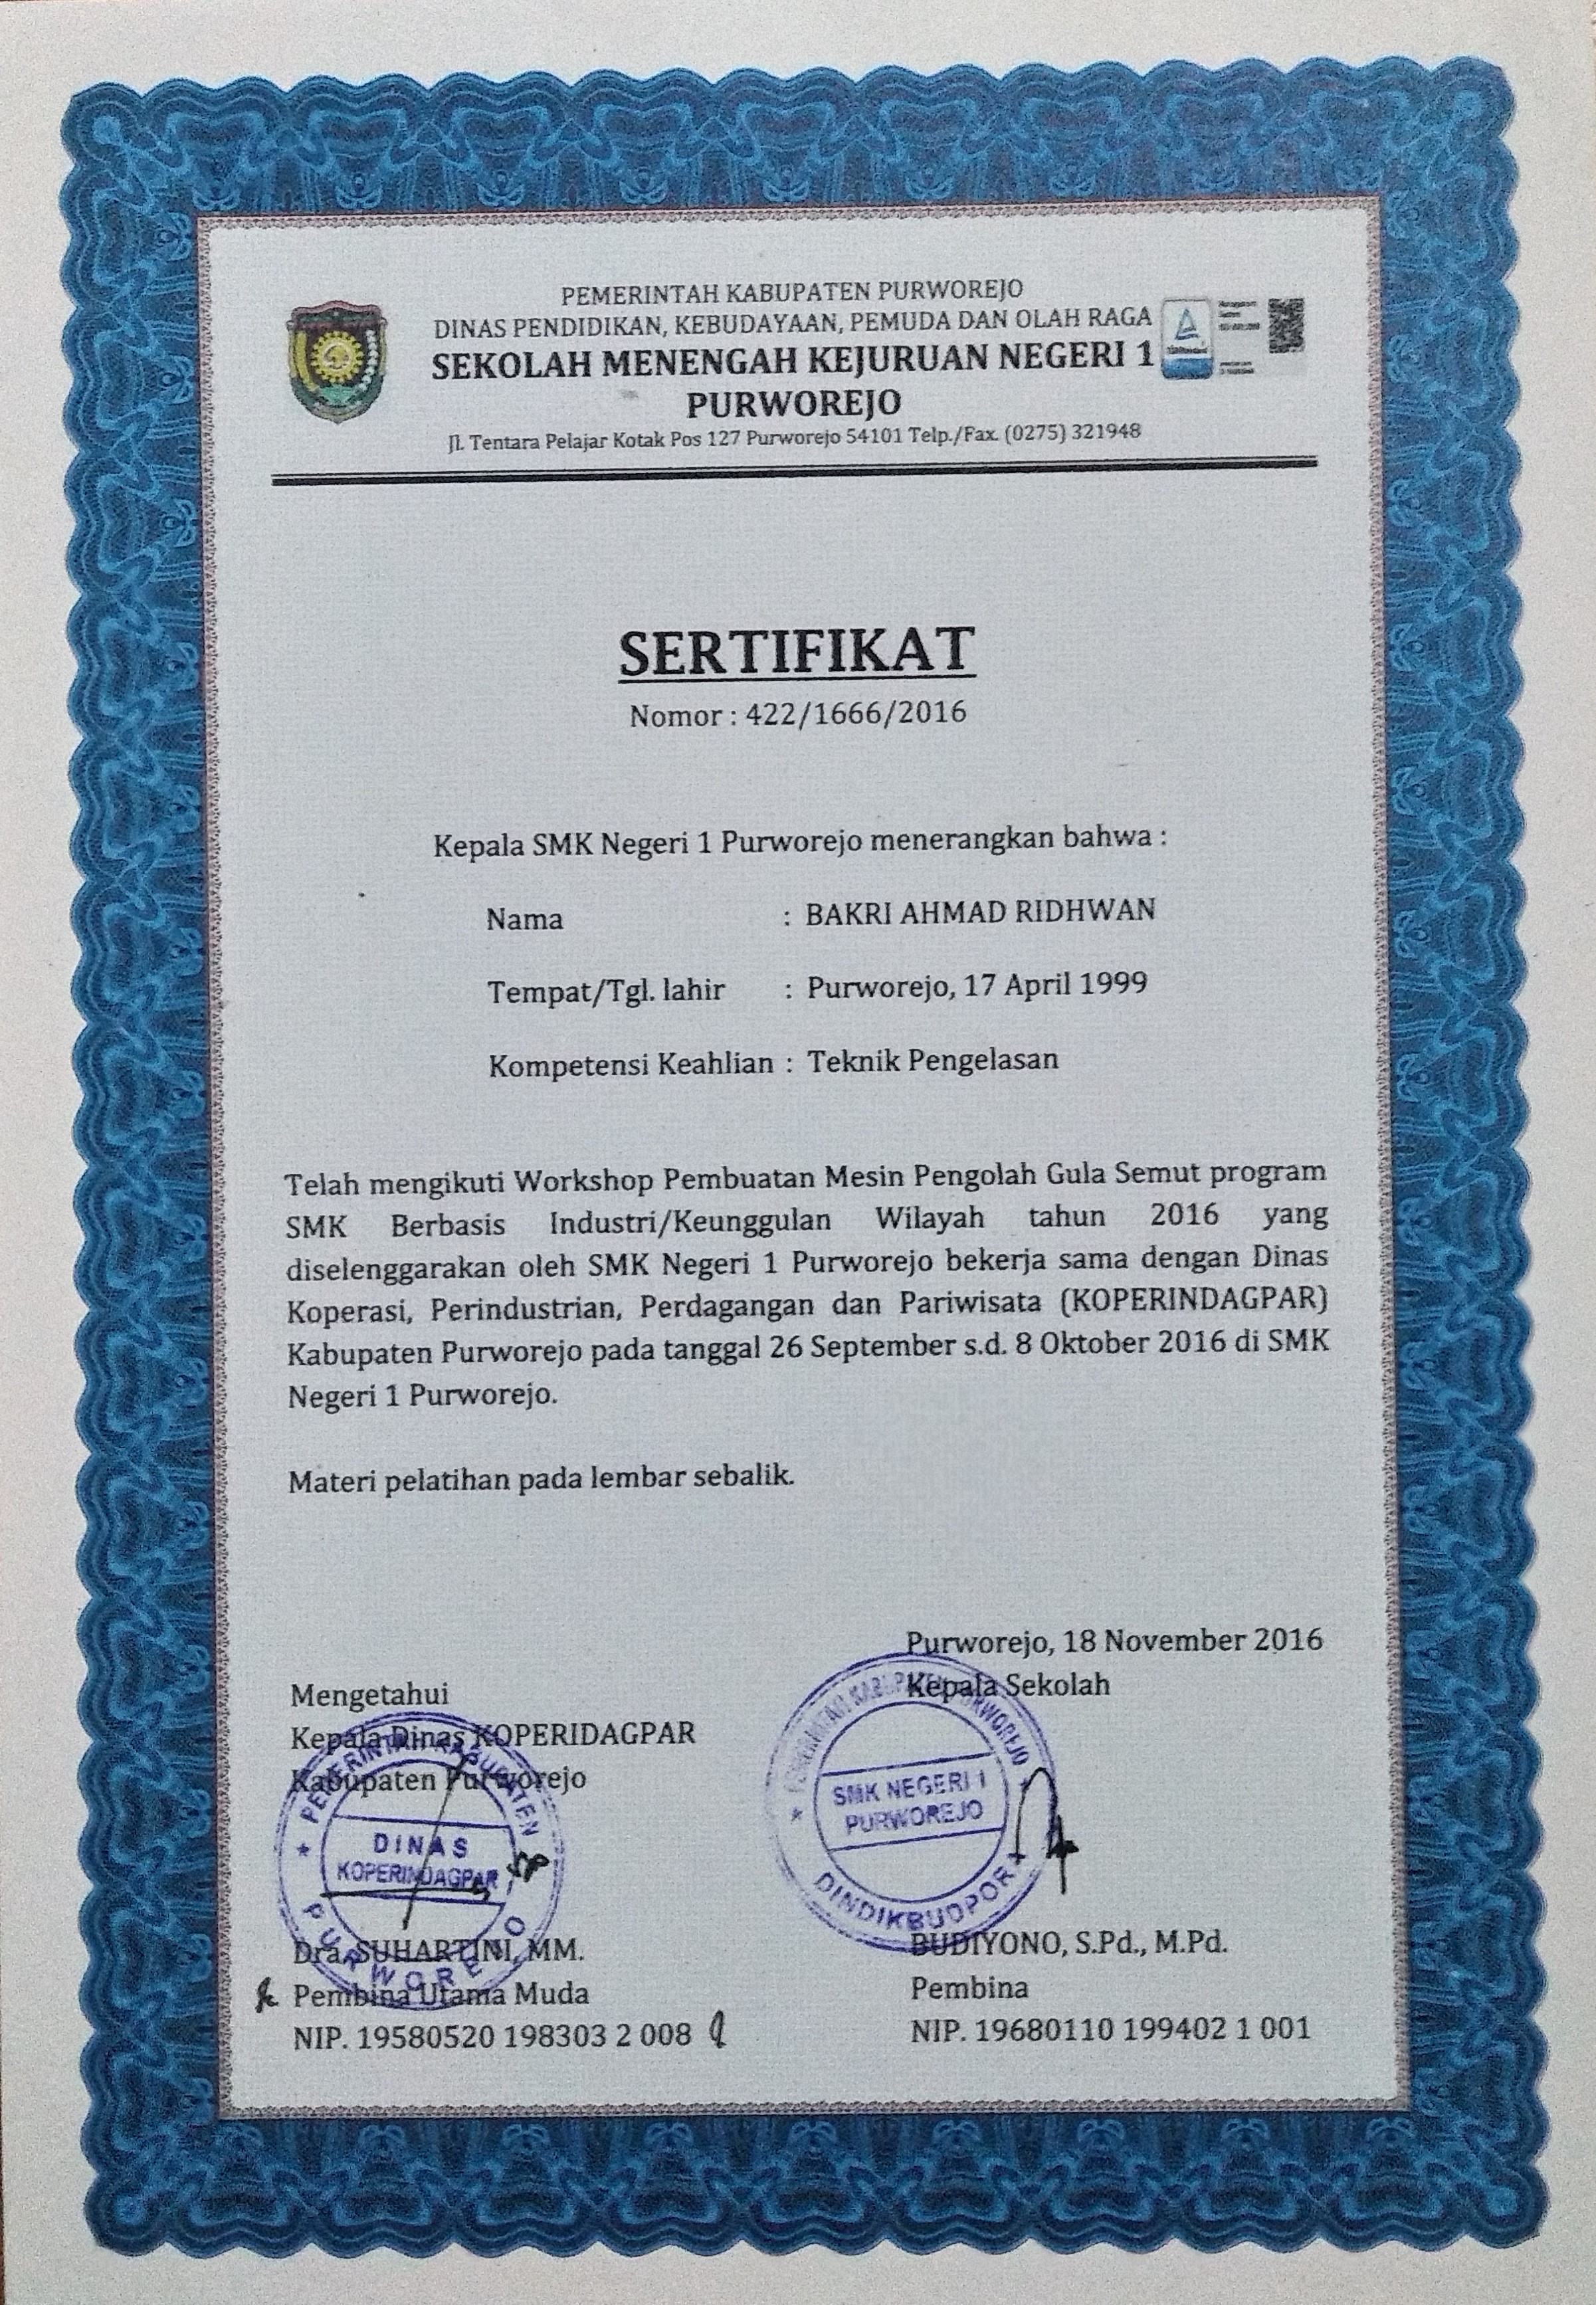 PEMERINTAH KABUPATEN PURWOREJO
DINAS PENDIDIKAN, KEBUDAYAAN, PEMUDA DAN OLAH RAGA
SEKOLAH MENENGAH KEJURUAN NEGERI 1
PURWOREJO
Jl. Tentara Pelajar Kotak Pos 127 Purworejo 54101 Telp./Fax. (0275) 321948
SERTIFIKAT
Nomor : 422/1666/2016
Kepala SMK Negeri 1 Purworejo menerangkan bahwa :
Nama : BAKRI AHMAD RIDHWAN
Tempat/Tgl. lahir : Purworejo, 17 April 1999
Kompetensi Keahlian : Teknik Pengelasan
Telah mengikuti Workshop Pembuatan Mesin Pengolah Gula Semut program
SMK Berbasis Industri/Keunggulan Wilayah tahun 2016 yang
diselenggarakan oleh SMK Negeri 1 Purworejo bekerja sama dengan Dinas
Koperasi, Perindustrian, Perdagangan dan Pariwisata (KOPERINDAGPAR)
Kabupaten Purworejo pada tanggal 26 September s.d. 8 Oktober 2016 di SMK
Negeri 1 Purworejo.
Materi pelatihan pada lembar sebalik.
Purworejo, 18 November 2016
Kepala Sekolah
PEMERINTAH KABUPATEN PURWOREJO
SMK NEGERI 1
PURWOREJO
DINDIKBUDPOR
BUDIYONO, S.Pd., M.Pd.
Pembina
NIP. 19680110 199402 1 001
Mengetahui
Kepala Dinas KOPERIDAGPAR
Kabupaten Purworejo
PEMERINTAH KABUPATEN
DINAS
KOPERINDAGPAR
PURWOREJO
Dra. SUHARTINI, MM.
Pembina Utama Muda
NIP. 19580520 198303 2 008